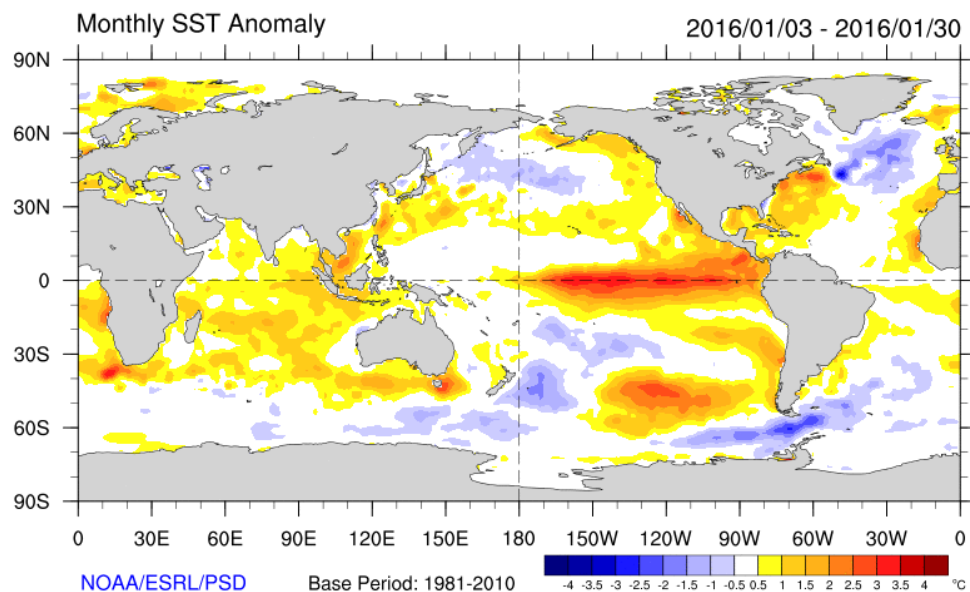 Monthly SST Anomaly 2016/01/03 - 2016/01/30
90N
60N
30N
0
30S
60S
90S
0 30E 60E 90E 120E 150E 180 150W 120W 90W 60W 30W 0
NOAA/ESRL/PSD Base Period: 1981-2010
-4 -3.5 -3 -2.5 -2 -1.5 -1 -0.5 0.5 1 1.5 2 2.5 3 3.5 4 °C